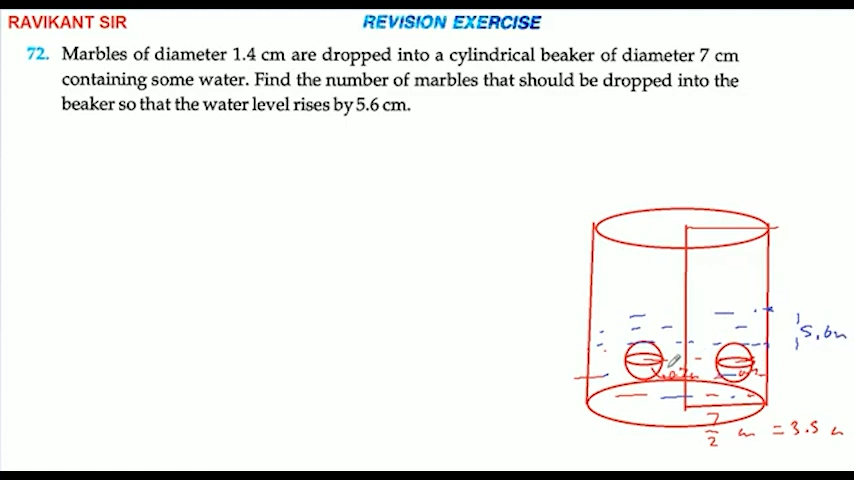 RAVIKANT SIR
REVISION EXERCISE
72. Marbles of diameter 1.4 cm are dropped into a cylindrical beaker of diameter 7 cm
containing some water. Find the number of marbles that should be dropped into the
beaker so that the water level rises by 5.6 cm.
7/2 = 3.5